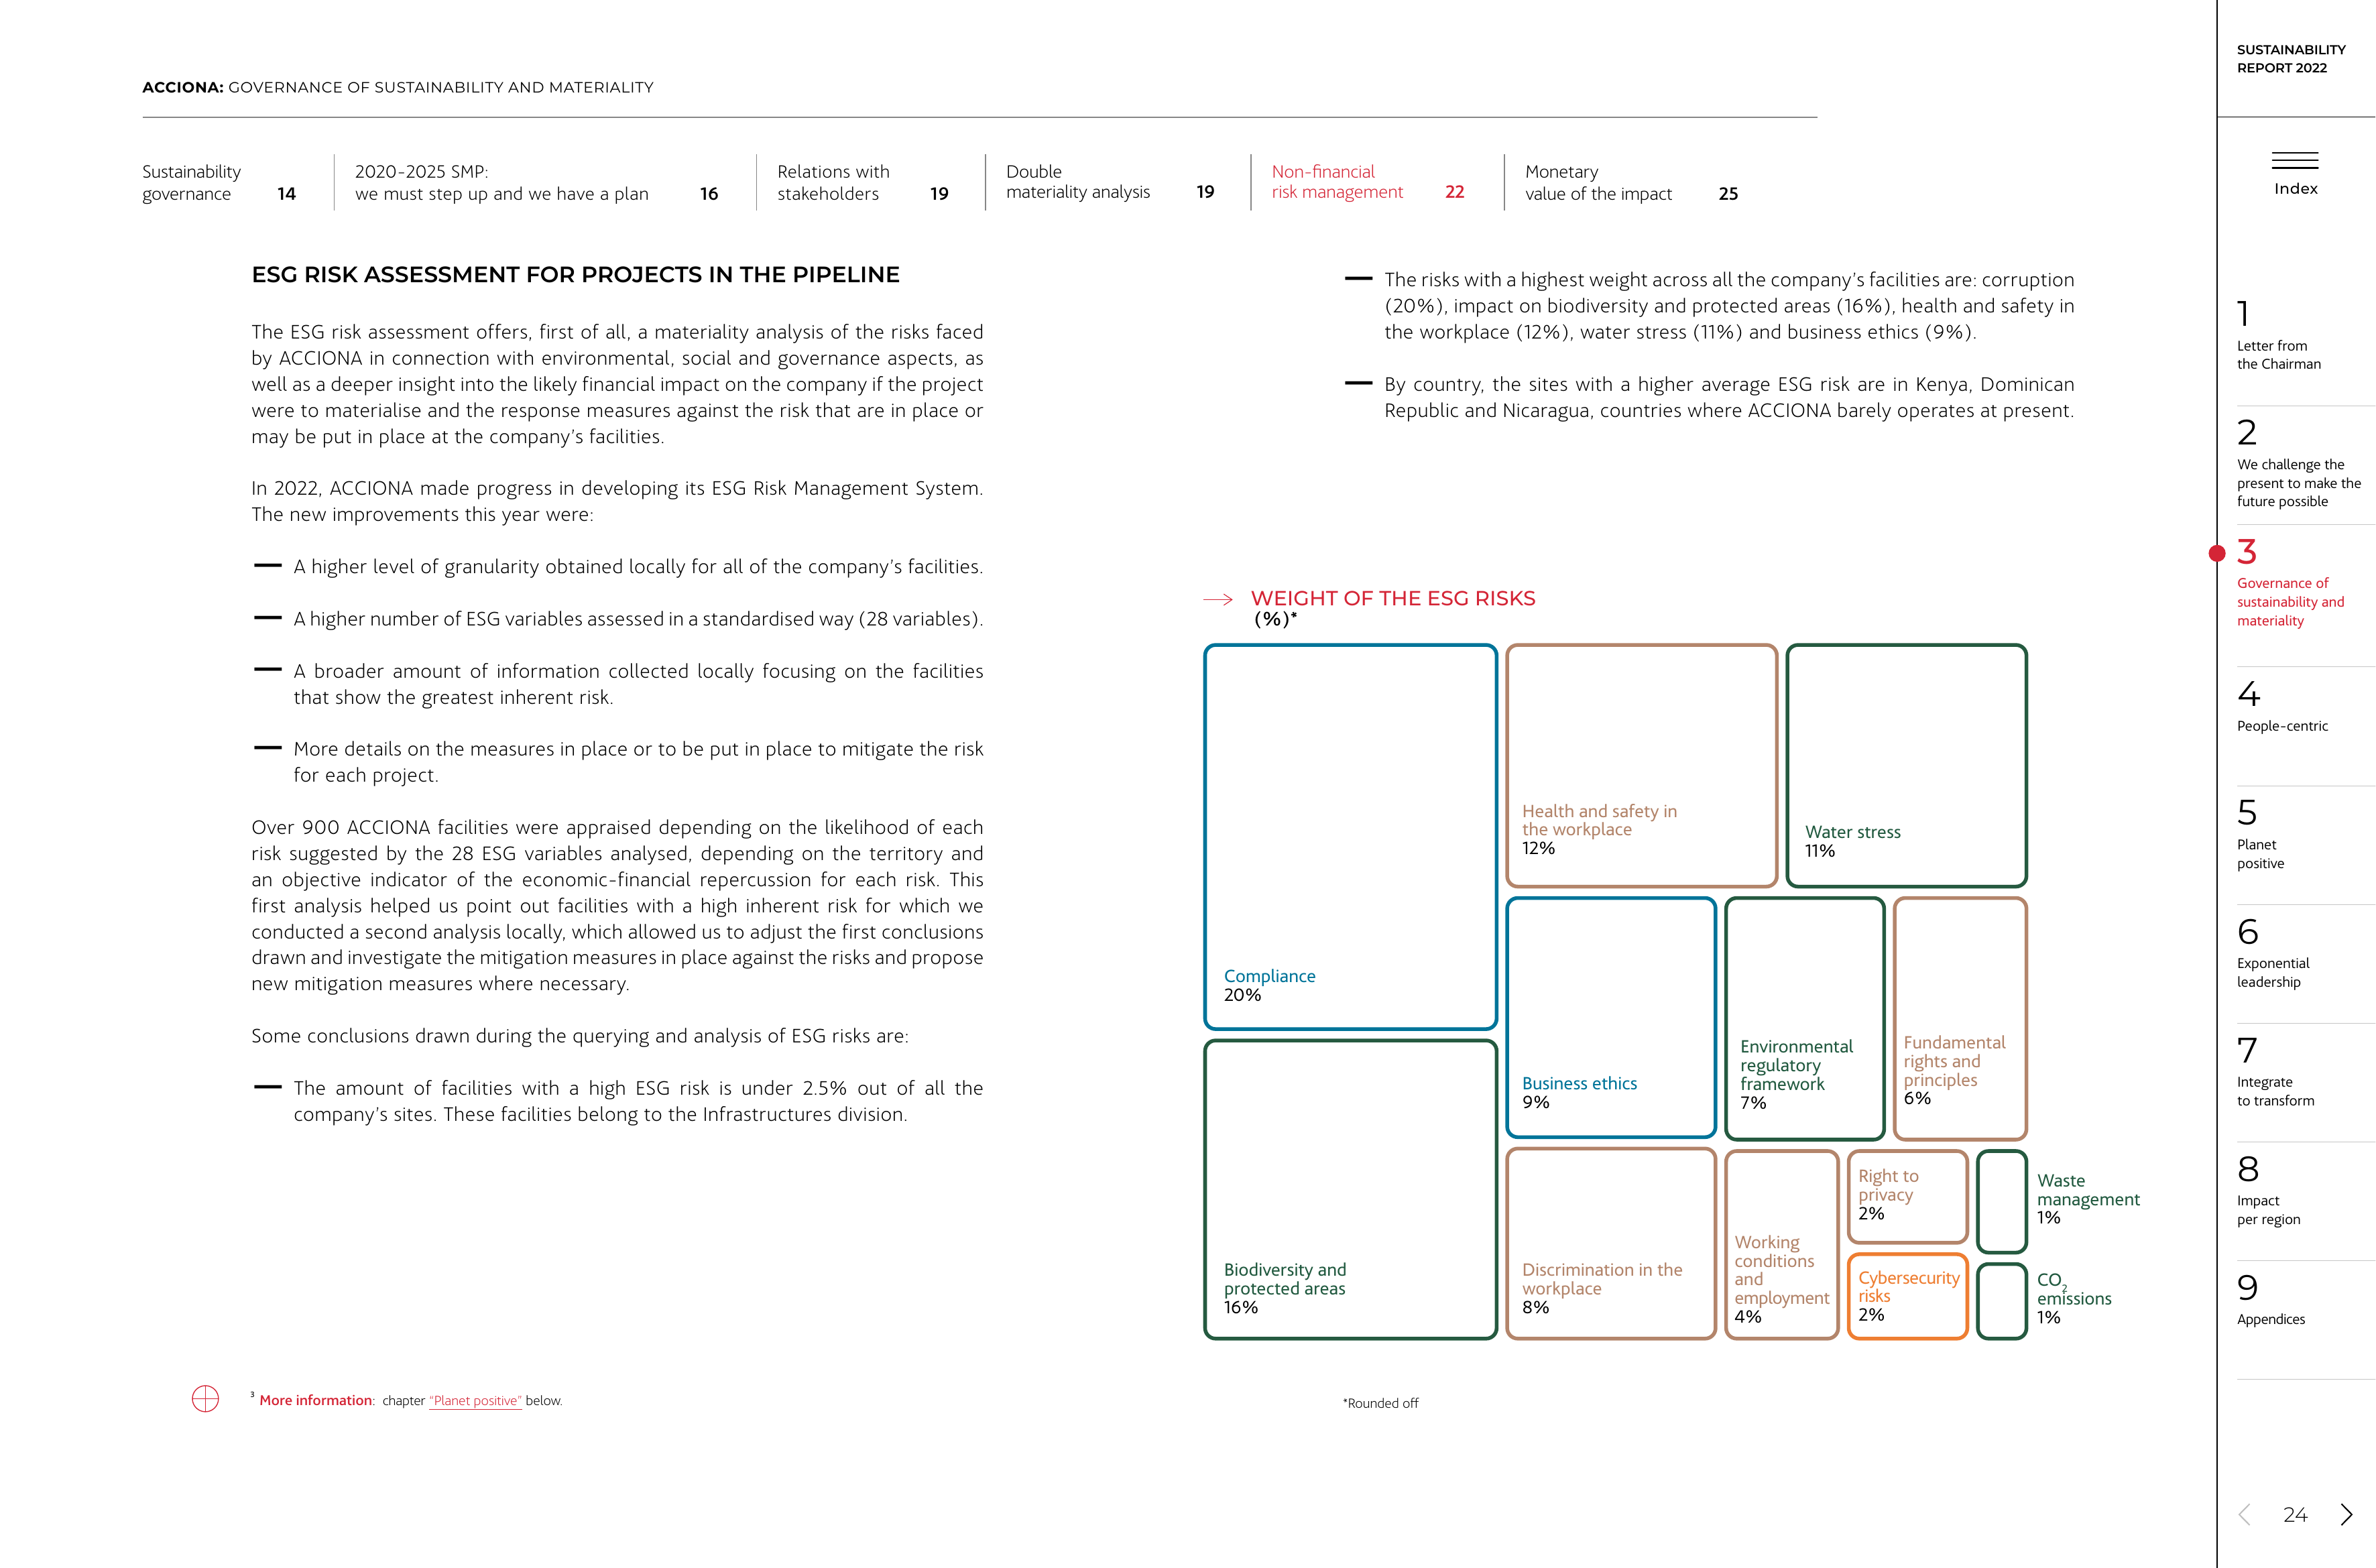 SUSTAINABILITY
REPORT 2022
ACCIONA: GOVERNANCE OF SUSTAINABILITY AND MATERIALITY
Sustainability
governance 14
2020-2025 SMP:
we must step up and we have a plan 16
Relations with
stakeholders 19
Double
materiality analysis 19
Non-financial
risk management 22
Monetary
value of the impact 25
ESG RISK ASSESSMENT FOR PROJECTS IN THE PIPELINE
The ESG risk assessment offers, first of all, a materiality analysis of the risks faced
by ACCIONA in connection with environmental, social and governance aspects, as
well as a deeper insight into the likely financial impact on the company if the project
were to materialise and the response measures against the risk that are in place or
may be put in place at the company’s facilities.
In 2022, ACCIONA made progress in developing its ESG Risk Management System.
The new improvements this year were:
— A higher level of granularity obtained locally for all of the company’s facilities.
— A higher number of ESG variables assessed in a standardised way (28 variables).
— A broader amount of information collected locally focusing on the facilities
that show the greatest inherent risk.
— More details on the measures in place or to be put in place to mitigate the risk
for each project.
Over 900 ACCIONA facilities were appraised depending on the likelihood of each
risk suggested by the 28 ESG variables analysed, depending on the territory and
an objective indicator of the economic-financial repercussion for each risk. This
first analysis helped us point out facilities with a high inherent risk for which we
conducted a second analysis locally, which allowed us to adjust the first conclusions
drawn and investigate the mitigation measures in place against the risks and propose
new mitigation measures where necessary.
Some conclusions drawn during the querying and analysis of ESG risks are:
— The amount of facilities with a high ESG risk is under 2.5% out of all the
company’s sites. These facilities belong to the Infrastructures division.
— The risks with a highest weight across all the company’s facilities are: corruption
(20%), impact on biodiversity and protected areas (16%), health and safety in
the workplace (12%), water stress (11%) and business ethics (9%).
— By country, the sites with a higher average ESG risk are in Kenya, Dominican
Republic and Nicaragua, countries where ACCIONA barely operates at present.
WEIGHT OF THE ESG RISKS
(%)*
Compliance
20%
Biodiversity and
protected areas
16%
Health and safety in
the workplace
12%
Water stress
11%
Business ethics
9%
Environmental
regulatory
framework
7%
Fundamental
rights and
principles
6%
Discrimination in the
workplace
8%
Working
conditions
and
employment
4%
Right to
privacy
2%
Cybersecurity
risks
2%
Waste
management
1%
CO2
emissions
1%
3 More information: chapter “Planet positive” below.
*Rounded off
Index
1
Letter from
the Chairman
2
We challenge the
present to make the
future possible
3
Governance of
sustainability and
materiality
4
People-centric
5
Planet
positive
6
Exponential
leadership
7
Integrate
to transform
8
Impact
per region
9
Appendices
24